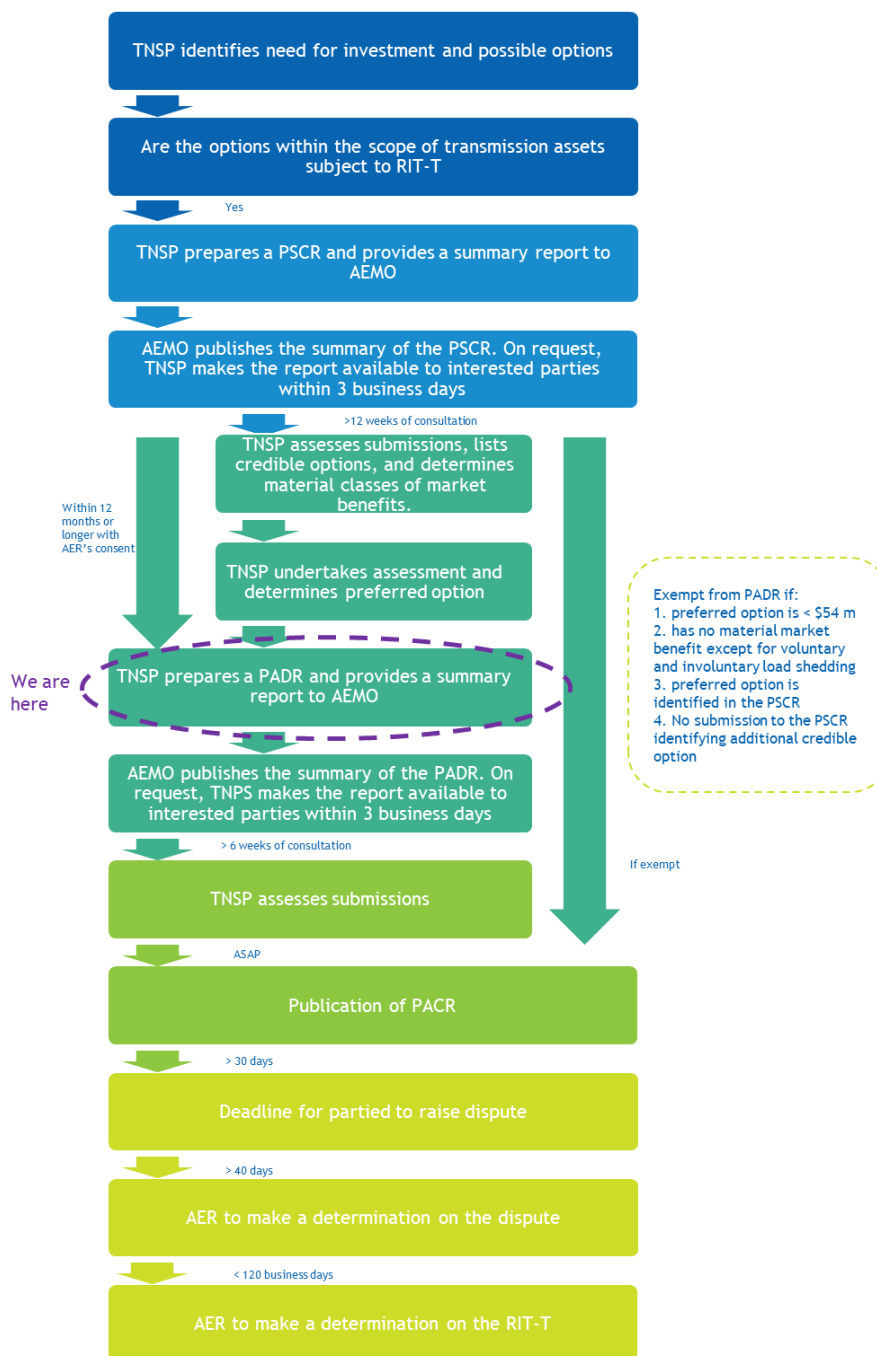 TNSP identifies need for investment and possible options
Are the options within the scope of transmission assets
subject to RIT-T
Yes
TNSP prepares a PSCR and provides a summary report to
AEMO
AEMO publishes the summary of the PSCR. On request,
TNSP makes the report available to interested parties
within 3 business days
>12 weeks of consultation
TNSP assesses submissions, lists
credible options, and determines
material classes of market
benefits.
Within 12
months or
longer with
AER's consent
TNSP undertakes assessment and
determines preferred option
Exempt from PADR if:
1. preferred option is < $54 m
2. has no material market
benefit except for voluntary
and involuntary load shedding
3. preferred option is
identified in the PSCR
4. No submission to the PSCR
identifying additional credible
option
We are
here
TNSP prepares a PADR and provides a summary
report to AEMO
AEMO publishes the summary of the PADR. On
request, TNPS makes the report available to
interested parties within 3 business days
> 6 weeks of consultation
If exempt
TNSP assesses submissions
ASAP
Publication of PACR
> 30 days
Deadline for partied to raise dispute
> 40 days
AER to make a determination on the dispute
< 120 business days
AER to make a determination on the RIT-T